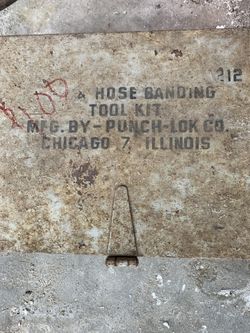 212
& HOSE BANDING
TOOL KIT
MFG. BY - PUNCH-LOK CO.
CHICAGO 7, ILLINOIS